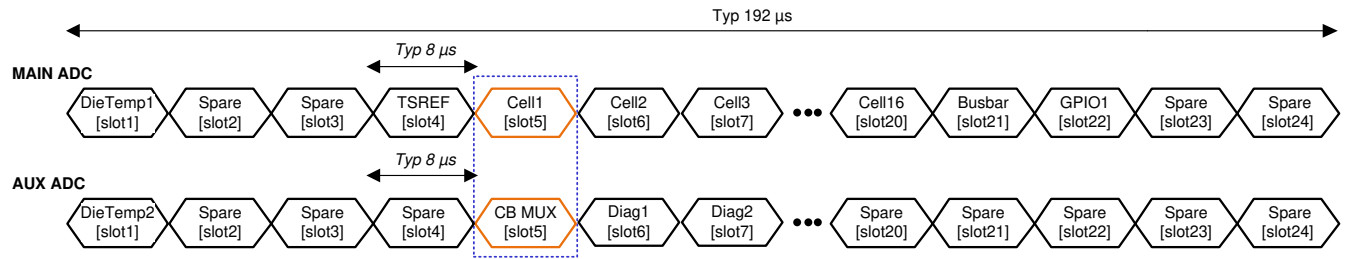 Typ 192 µs
Typ 8 µs
MAIN ADC
DieTemp1 [slot1]
Spare [slot2]
Spare [slot3]
TSREF [slot4]
Cell1 [slot5]
Cell2 [slot6]
Cell3 [slot7]
Cell16 [slot20]
Busbar [slot21]
GPIO1 [slot22]
Spare [slot23]
Spare [slot24]
Typ 8 µs
AUX ADC
DieTemp2 [slot1]
Spare [slot2]
Spare [slot3]
Spare [slot4]
CB MUX [slot5]
Diag1 [slot6]
Diag2 [slot7]
Spare [slot20]
Spare [slot21]
Spare [slot22]
Spare [slot23]
Spare [slot24]